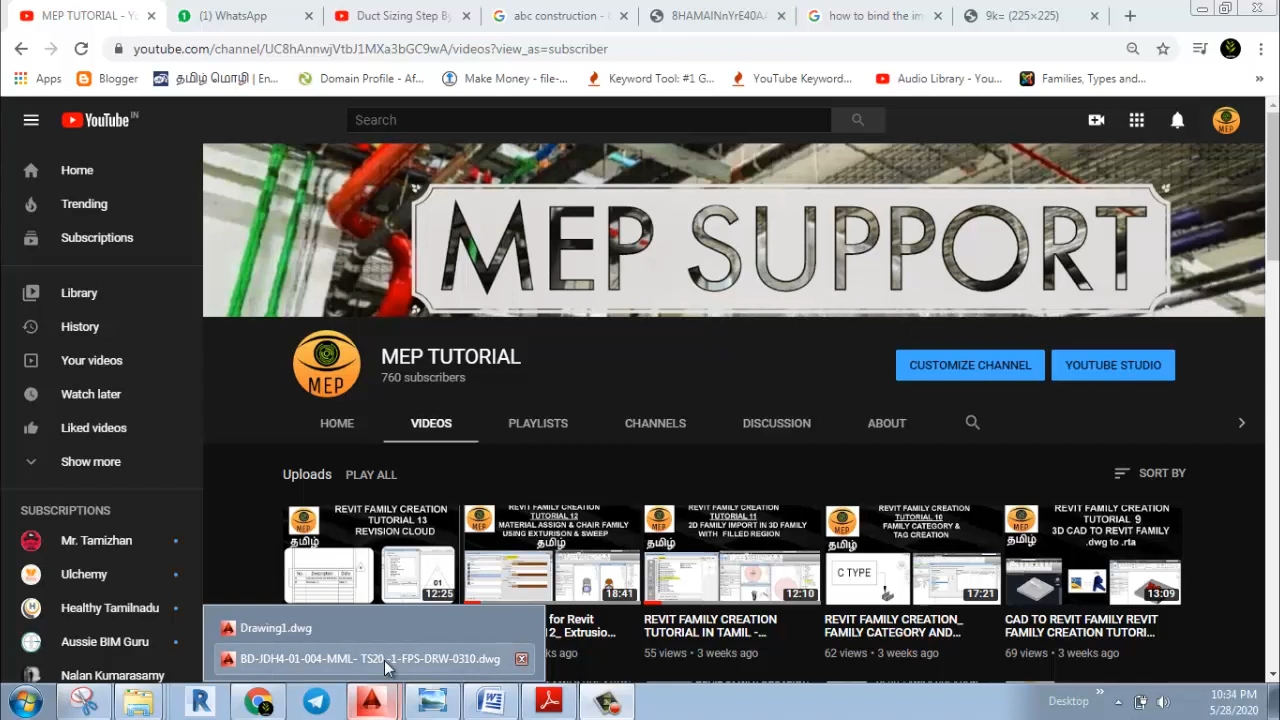 MEP TUTORIAL - Yo
(1) WhatsApp
Duct Sizing Step By
abc construction - G
8HAMAINnYrE40AA
how to bind the im
9k= (225×225)
youtube.com/channel/UC8hAnnwjVtbJ1MXa3bGC9wA/videos?view_as=subscriber
Apps
Blogger
தமிழ் மொழி | En...
Domain Profile - Af...
Make Money - file-...
Keyword Tool: #1 G...
YouTube Keyword...
Audio Library - You...
Families, Types and...
YouTube IN
Search
MEP SUPPORT
Home
Trending
Subscriptions
Library
History
Your videos
Watch later
Liked videos
Show more
SUBSCRIPTIONS
Mr. Tamizhan
Ulchemy
Healthy Tamilnadu
Aussie BIM Guru
Nalan Kumarasamy
MEP
MEP TUTORIAL
760 subscribers
CUSTOMIZE CHANNEL
YOUTUBE STUDIO
HOME
VIDEOS
PLAYLISTS
CHANNELS
DISCUSSION
ABOUT
Uploads
PLAY ALL
SORT BY
REVIT FAMILY CREATION
TUTORIAL 13
REVISION CLOUD
தமிழ்
12:25
REVIT FAMILY CREATION
TUTORIAL 12
MATERIAL ASSIGN & CHAIR FAMILY
USING EXTURISON & SWEEP
தமிழ்
18:41
REVIT FAMILY CREATION
TUTORIAL 11
2D FAMILY IMPORT IN 3D FAMILY
WITH FILLED REGION
தமிழ்
12:10
REVIT FAMILY CREATION
TUTORIAL 10
FAMILY CATEGORY &
TAG CREATION
தமிழ்
C TYPE
17:21
REVIT FAMILY CREATION
TUTORIAL 9
3D CAD TO REVIT FAMILY
.dwg to .rta
தமிழ்
13:09
for Revit
12_ Extrusio...
eeks ago
REVIT FAMILY CREATION
TUTORIAL IN TAMIL -...
55 views • 3 weeks ago
REVIT FAMILY CREATION_
FAMILY CATEGORY AND...
62 views • 3 weeks ago
CAD TO REVIT FAMILY
REVIT FAMILY CREATION TUTORI...
69 views • 3 weeks ago
Drawing1.dwg
BD-JDH4-01-004-MML- TS20 -1-FPS-DRW-0310.dwg
Desktop
10:34 PM
5/28/2020